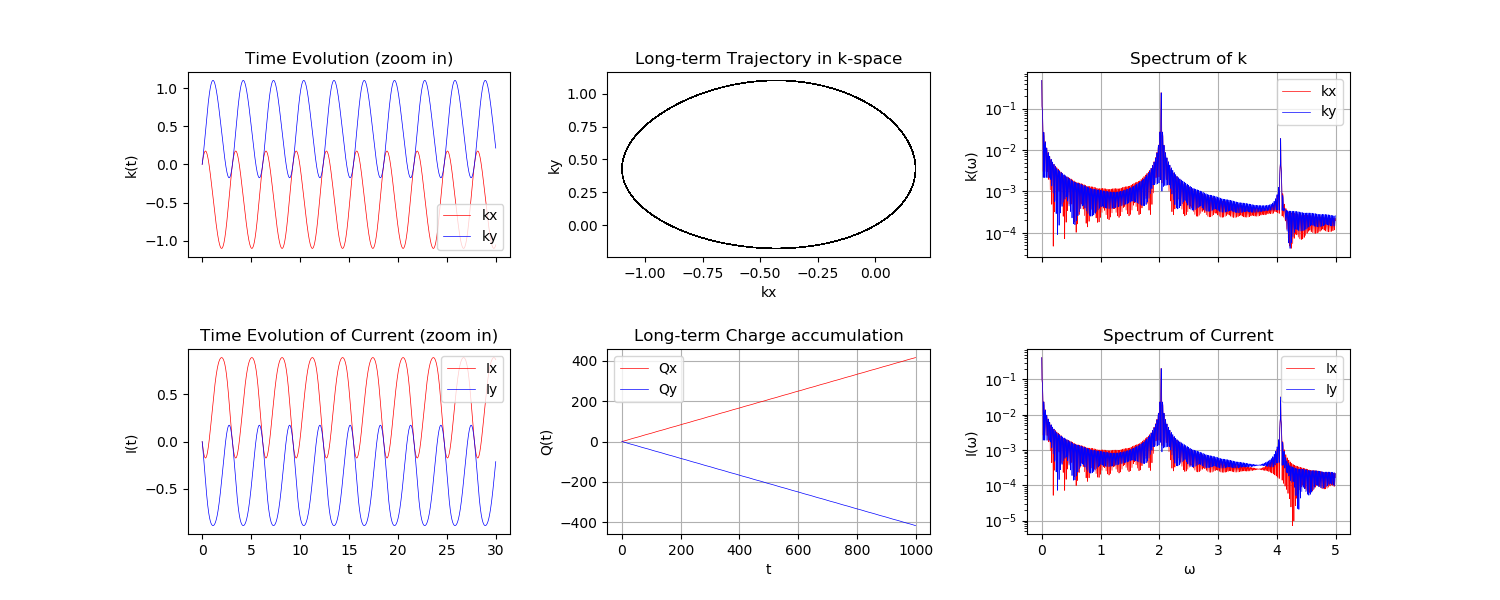 Time Evolution (zoom in)
k(t)
1.0
0.5
0.0
−0.5
−1.0
kx
ky
Long-term Trajectory in k-space
ky
1.00
0.75
0.50
0.25
0.00
−1.00 −0.75 −0.50 −0.25 0.00
kx
Spectrum of k
k(ω)
10⁻¹
10⁻²
10⁻³
10⁻⁴
kx
ky
Time Evolution of Current (zoom in)
I(t)
0.5
0.0
−0.5
Ix
Iy
0 5 10 15 20 25 30
t
Long-term Charge accumulation
Q(t)
400
200
0
−200
−400
Qx
Qy
0 200 400 600 800 1000
t
Spectrum of Current
I(ω)
10⁻¹
10⁻²
10⁻³
10⁻⁴
10⁻⁵
Ix
Iy
0 1 2 3 4 5
ω